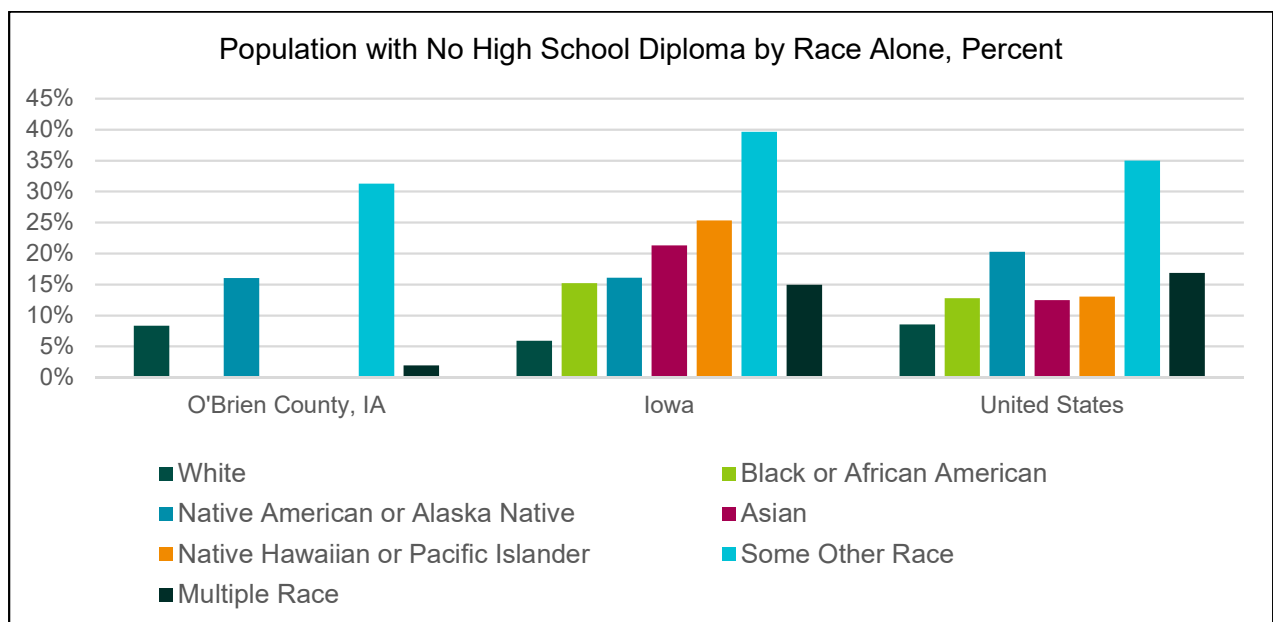 Population with No High School Diploma by Race Alone, Percent
45%
40%
35%
30%
25%
20%
15%
10%
5%
0%
O'Brien County, IA
Iowa
United States
White
Black or African American
Native American or Alaska Native
Asian
Native Hawaiian or Pacific Islander
Some Other Race
Multiple Race